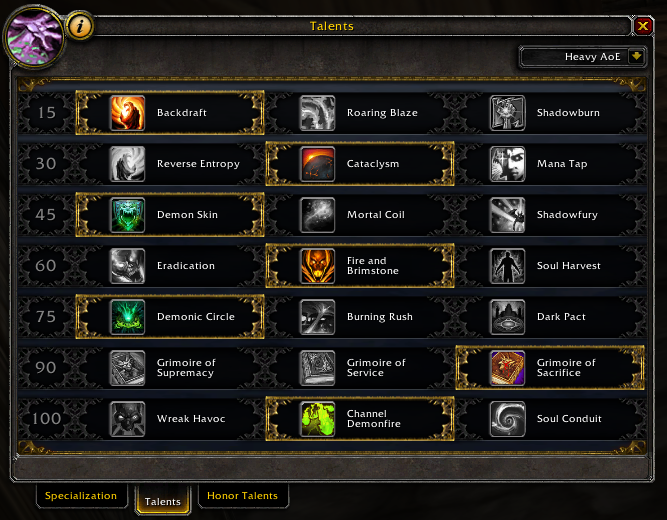 Talents
Heavy AoE
15 Backdraft Roaring Blaze Shadowburn
30 Reverse Entropy Cataclysm Mana Tap
45 Demon Skin Mortal Coil Shadowfury
60 Eradication Fire and Brimstone Soul Harvest
75 Demonic Circle Burning Rush Dark Pact
90 Grimoire of Supremacy Grimoire of Service Grimoire of Sacrifice
100 Wreak Havoc Channel Demonfire Soul Conduit
Specialization Talents Honor Talents